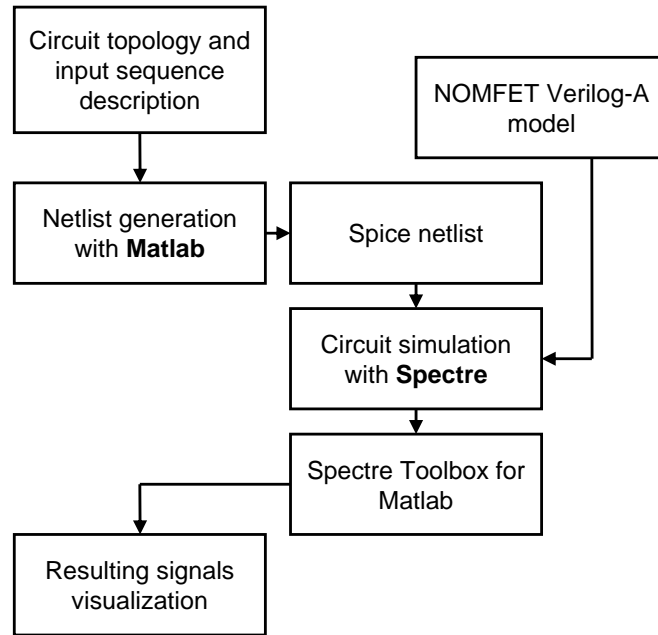 Circuit topology and
input sequence
description
NOMFET Verilog-A
model
Netlist generation
with Matlab
Spice netlist
Circuit simulation
with Spectre
Spectre Toolbox for
Matlab
Resulting signals
visualization